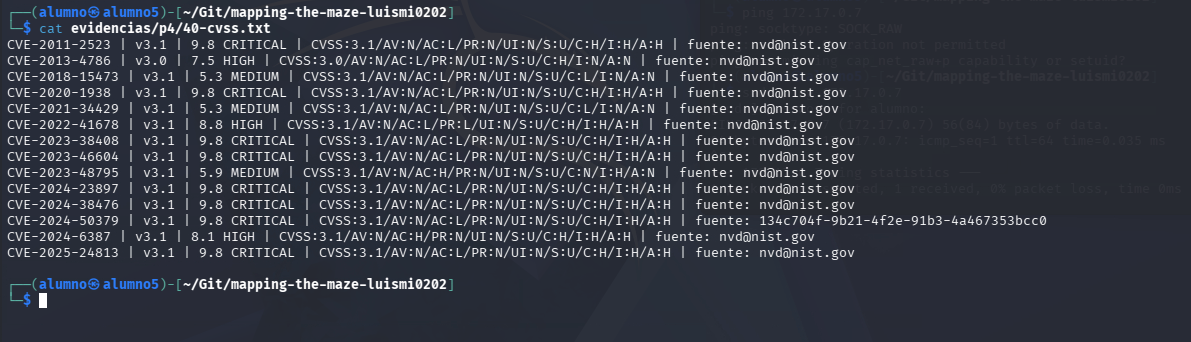 ┌──(alumno㉿alumno5)-[~/Git/mapping-the-maze-luismi0202]
└─$ cat evidencias/p4/40-cvss.txt
CVE-2011-2523 | v3.1 | 9.8 CRITICAL | CVSS:3.1/AV:N/AC:L/PR:N/UI:N/S:U/C:H/I:H/A:H | fuente: nvd@nist.gov
CVE-2013-4786 | v3.0 | 7.5 HIGH | CVSS:3.0/AV:N/AC:L/PR:N/UI:N/S:U/C:H/I:N/A:N | fuente: nvd@nist.gov
CVE-2018-15473 | v3.1 | 5.3 MEDIUM | CVSS:3.1/AV:N/AC:L/PR:N/UI:N/S:U/C:L/I:N/A:N | fuente: nvd@nist.gov
CVE-2020-1938 | v3.1 | 9.8 CRITICAL | CVSS:3.1/AV:N/AC:L/PR:N/UI:N/S:U/C:H/I:H/A:H | fuente: nvd@nist.gov
CVE-2021-34429 | v3.1 | 5.3 MEDIUM | CVSS:3.1/AV:N/AC:L/PR:N/UI:N/S:U/C:L/I:N/A:N | fuente: nvd@nist.gov
CVE-2022-41678 | v3.1 | 8.8 HIGH | CVSS:3.1/AV:N/AC:L/PR:L/UI:N/S:U/C:H/I:H/A:H | fuente: nvd@nist.gov
CVE-2023-38408 | v3.1 | 9.8 CRITICAL | CVSS:3.1/AV:N/AC:L/PR:N/UI:N/S:U/C:H/I:H/A:H | fuente: nvd@nist.gov
CVE-2023-46604 | v3.1 | 9.8 CRITICAL | CVSS:3.1/AV:N/AC:L/PR:N/UI:N/S:U/C:H/I:H/A:H | fuente: nvd@nist.gov
CVE-2023-48795 | v3.1 | 5.9 MEDIUM | CVSS:3.1/AV:N/AC:H/PR:N/UI:N/S:U/C:N/I:H/A:N | fuente: nvd@nist.gov
CVE-2024-23897 | v3.1 | 9.8 CRITICAL | CVSS:3.1/AV:N/AC:L/PR:N/UI:N/S:U/C:H/I:H/A:H | fuente: nvd@nist.gov
CVE-2024-38476 | v3.1 | 9.8 CRITICAL | CVSS:3.1/AV:N/AC:L/PR:N/UI:N/S:U/C:H/I:H/A:H | fuente: nvd@nist.gov
CVE-2024-50379 | v3.1 | 9.8 CRITICAL | CVSS:3.1/AV:N/AC:L/PR:N/UI:N/S:U/C:H/I:H/A:H | fuente: 134c704f-9b21-4f2e-91b3-4a467353bcc0
CVE-2024-6387 | v3.1 | 8.1 HIGH | CVSS:3.1/AV:N/AC:H/PR:N/UI:N/S:U/C:H/I:H/A:H | fuente: nvd@nist.gov
CVE-2025-24813 | v3.1 | 9.8 CRITICAL | CVSS:3.1/AV:N/AC:L/PR:N/UI:N/S:U/C:H/I:H/A:H | fuente: nvd@nist.gov
┌──(alumno㉿alumno5)-[~/Git/mapping-the-maze-luismi0202]
└─$